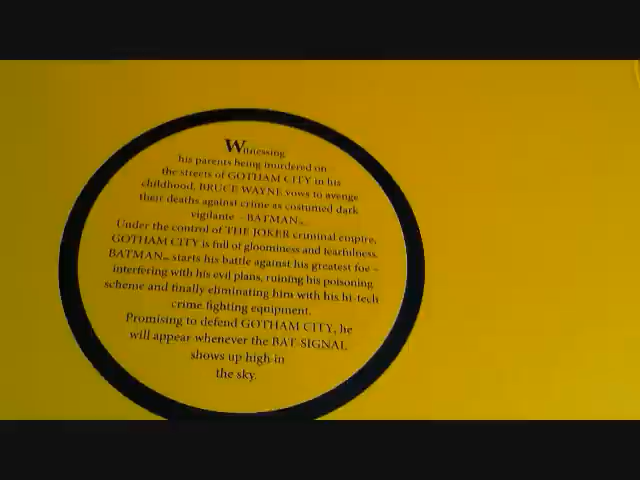 Witnessing
his parents being murdered on
the streets of GOTHAM CITY in his
childhood, BRUCE WAYNE vows to avenge
their deaths against crime as costumed dark
vigilante - BATMAN™.
Under the control of THE JOKER criminal empire,
GOTHAM CITY is full of gloominess and fearfulness.
BATMAN™ starts his battle against his greatest foe -
interfering with his evil plans, ruining his poisoning
scheme and finally eliminating him with his hi-tech
crime fighting equipment.
Promising to defend GOTHAM CITY, he
will appear whenever the BAT-SIGNAL
shows up high in
the sky.